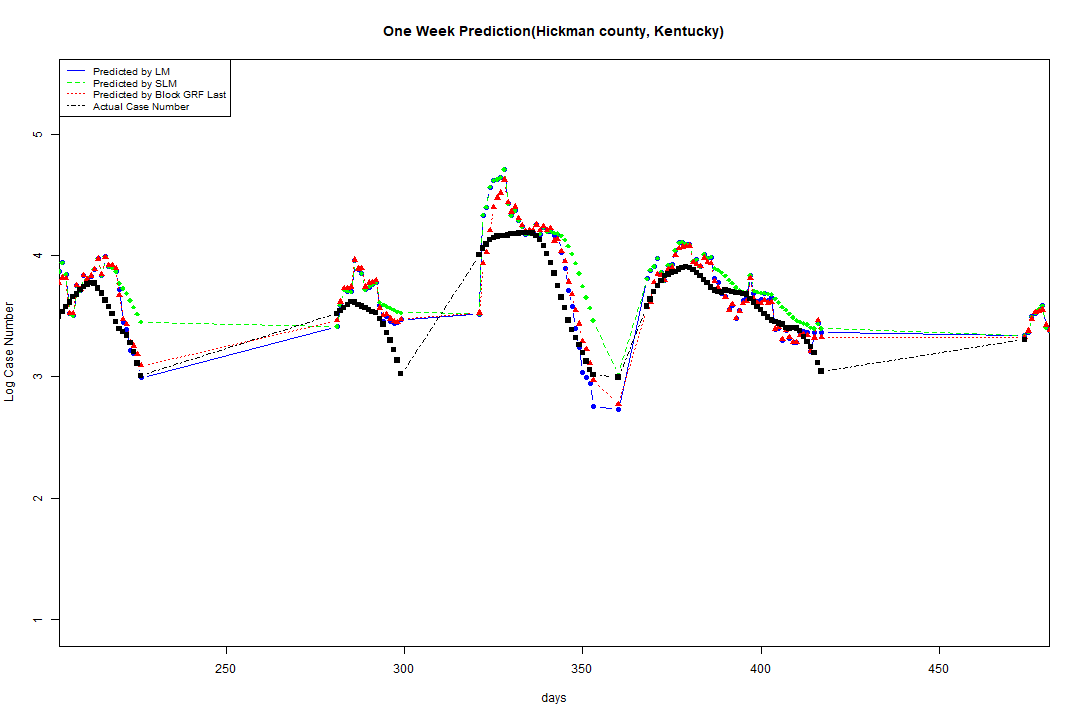 One Week Prediction(Hickman county, Kentucky)
Predicted by LM
Predicted by SLM
Predicted by Block GRF Last
Actual Case Number
5
4
3
2
1
Log Case Number
250
300
350
400
450
days